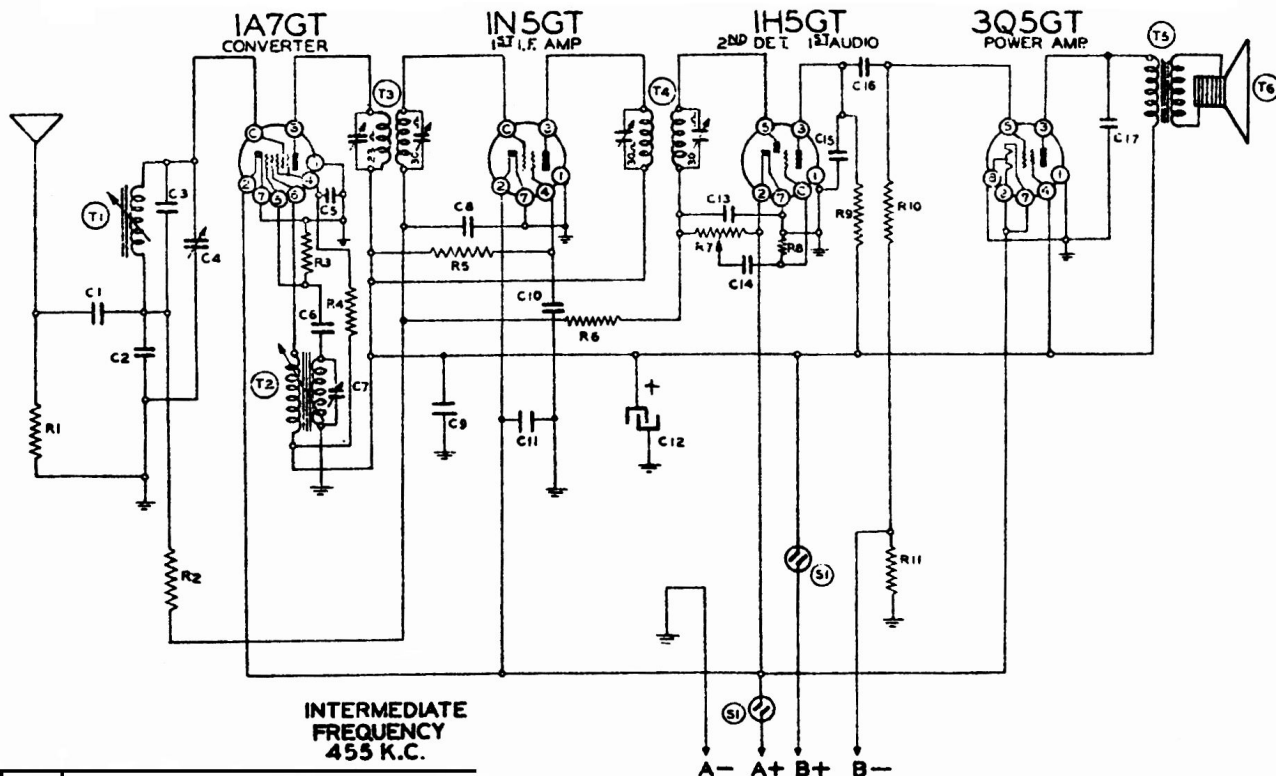 1A7GT
CONVERTER
1N5GT
1ST I.F. AMP
1H5GT
2ND DET. 1ST AUDIO
3Q5GT
POWER AMP.
T5
T6
T3
T4
C16
C17
C15
T1
C3
C4
C5
C8
C13
R7
R8
R9
R10
R3
R5
C14
C1
C6
R4
C10
R6
C2
T2
C7
R1
C9
C11
+
C12
R2
S1
R11
S1
INTERMEDIATE
FREQUENCY
455 K.C.
A– A+ B+ B–